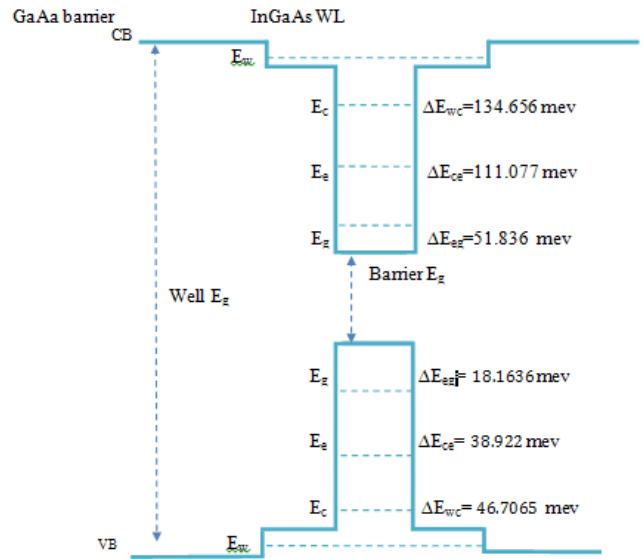 GaAa barrier
InGaAs WL
CB
Ew
Ec
ΔEwc=134.656 mev
Ee
ΔEce=111.077 mev
Eg
ΔEeg=51.836 mev
Barrier Eg
Well Eg
Eg
ΔEeg= 18.1636 mev
Ee
ΔEce= 38.922 mev
Ec
ΔEwc= 46.7065 mev
VB
Ew